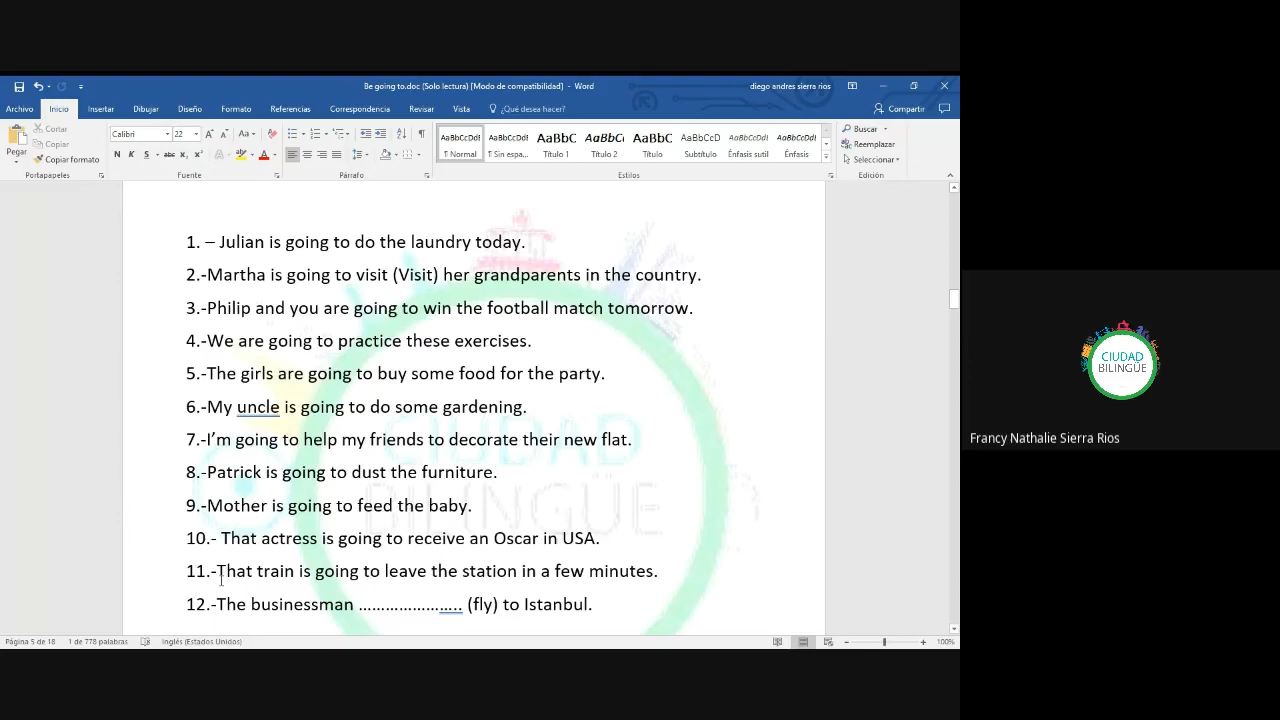 Be going to.doc (Solo lectura) [Modo de compatibilidad] - Word
diego andres sierra rios
Archivo Inicio Insertar Dibujar Diseño Formato Referencias Correspondencia Revisar Vista ¿Qué desea hacer? Compartir
Pegar
Cortar
Copiar
Copiar formato
Calibri 22
N K S abc x₂ x²
AaBbCcDdI AaBbCcDdI AaBbC AaBbC AaBbC AaBbCcD AaBbCcDdI AaBbCcDdI
¶ Normal ¶ Sin espa... Título 1 Título 2 Título Subtítulo Énfasis sutil Énfasis
Buscar
Reemplazar
Seleccionar
Portapapeles Fuente Párrafo Estilos Edición
1. – Julian is going to do the laundry today.
2.-Martha is going to visit (Visit) her grandparents in the country.
3.-Philip and you are going to win the football match tomorrow.
4.-We are going to practice these exercises.
5.-The girls are going to buy some food for the party.
6.-My uncle is going to do some gardening.
7.-I’m going to help my friends to decorate their new flat.
8.-Patrick is going to dust the furniture.
9.-Mother is going to feed the baby.
10.- That actress is going to receive an Oscar in USA.
11.-That train is going to leave the station in a few minutes.
12.-The businessman ………………….. (fly) to Istanbul.
CIUDAD
BILINGÜE
Página 5 de 18 1 de 778 palabras Inglés (Estados Unidos) 100%
CIUDAD
BILINGÜE
Francy Nathalie Sierra Rios